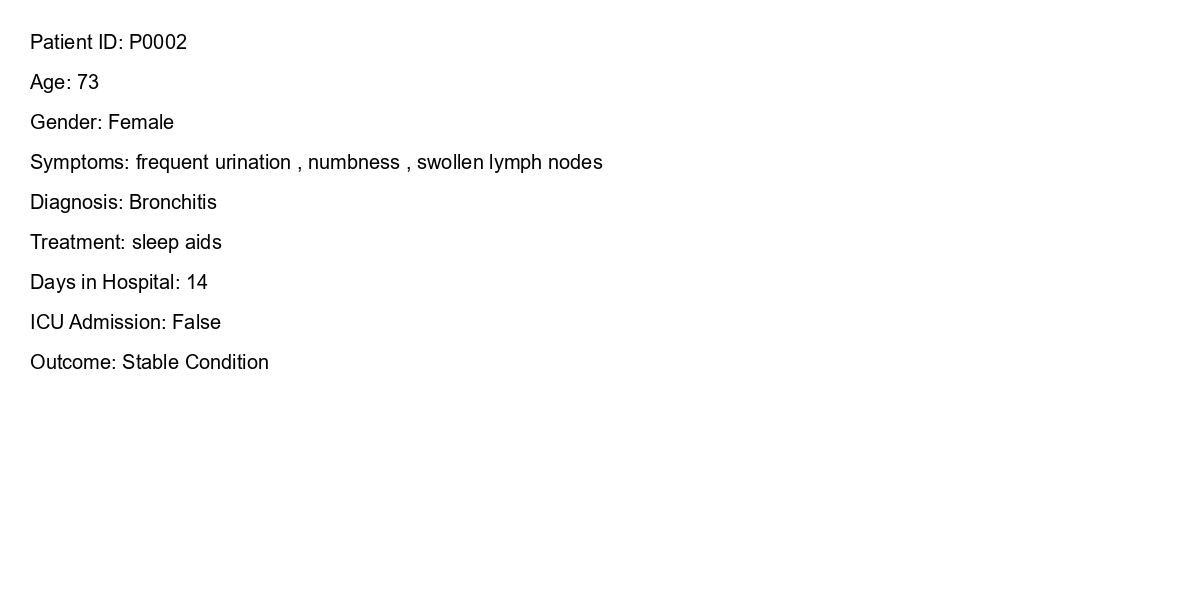 Patient ID: P0002
Age: 73
Gender: Female
Symptoms: frequent urination , numbness , swollen lymph nodes
Diagnosis: Bronchitis
Treatment: sleep aids
Days in Hospital: 14
ICU Admission: False
Outcome: Stable Condition